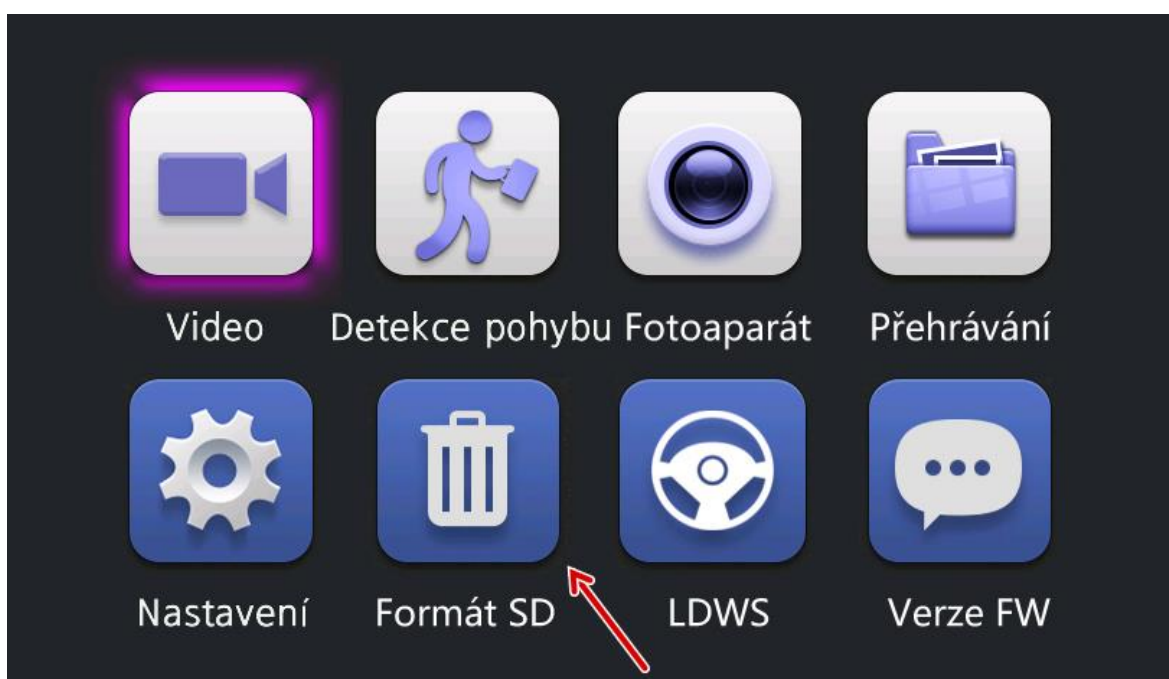 Video
Detekce pohybu
Fotoaparát
Přehrávání
Nastavení
Formát SD
LDWS
Verze FW